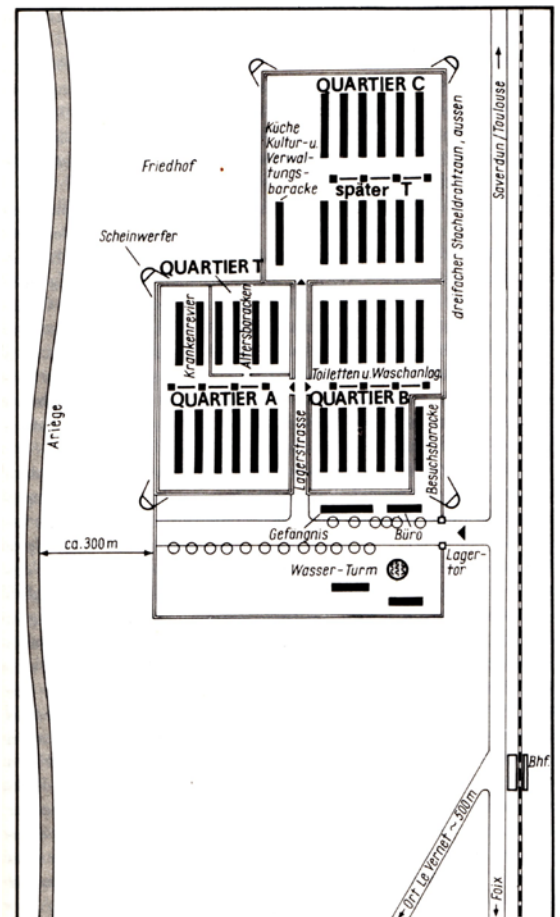 QUARTIER C
Küche
Kultur-u.
Verwal-
tungs-
baracke
Friedhof
später T
dreifacher Stacheldrahtzaun, aussen
Saverdun/Toulouse
Scheinwerfer
QUARTIER T
Krankenrevier
Altersbaracken
Toiletten u. Waschanlag.
QUARTIER A
Lagerstrasse
QUARTIER B
Besuchsbaracke
Ariège
Gefängnis
Büro
ca. 300 m
Lager-
tor
Wasser-Turm
Bhf.
Ort Le Vernet ~ 500 m
Foix